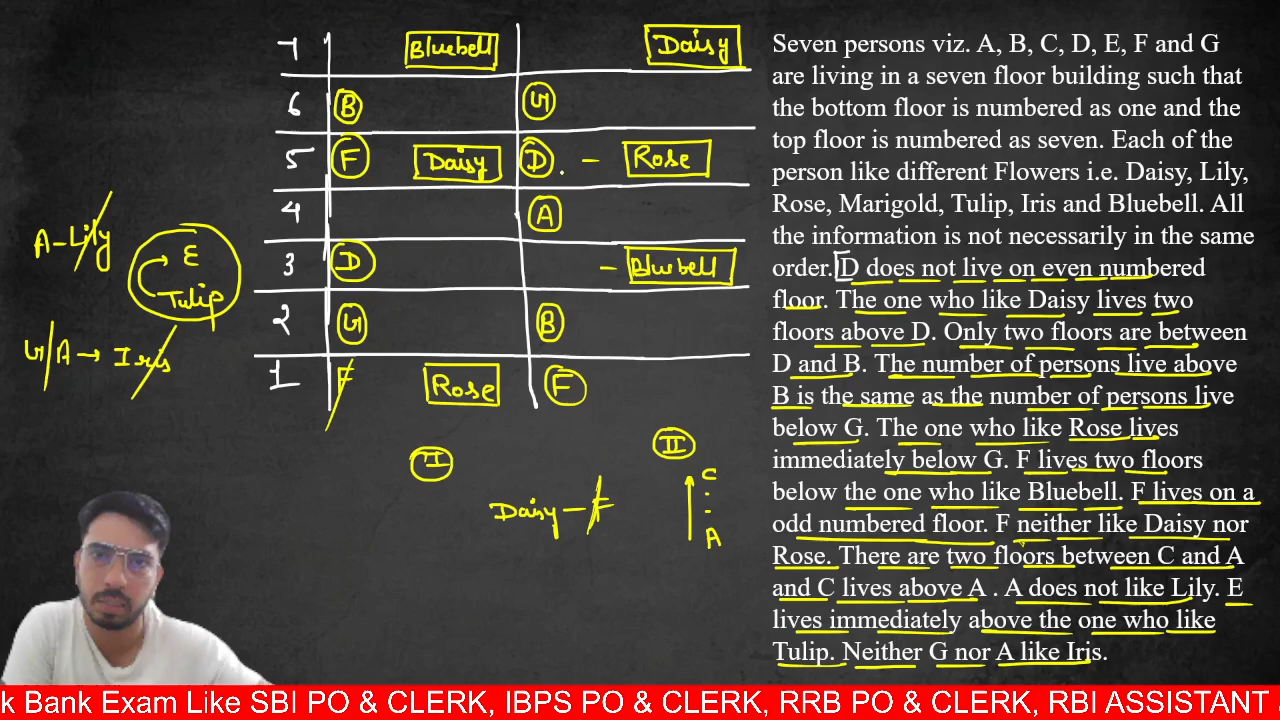 7 Bluebell Daisy
6 B G
5 F Daisy D. - Rose
4 A
3 D - Bluebell
2 G B
1 F Rose F
A-Lily
E
Tulip
G/A → Iris
I
II
Daisy - F
C
A
Seven persons viz. A, B, C, D, E, F and G
are living in a seven floor building such that
the bottom floor is numbered as one and the
top floor is numbered as seven. Each of the
person like different Flowers i.e. Daisy, Lily,
Rose, Marigold, Tulip, Iris and Bluebell. All
the information is not necessarily in the same
order. D does not live on even numbered
floor. The one who like Daisy lives two
floors above D. Only two floors are between
D and B. The number of persons live above
B is the same as the number of persons live
below G. The one who like Rose lives
immediately below G. F lives two floors
below the one who like Bluebell. F lives on a
odd numbered floor. F neither like Daisy nor
Rose. There are two floors between C and A
and C lives above A . A does not like Lily. E
lives immediately above the one who like
Tulip. Neither G nor A like Iris.
k Bank Exam Like SBI PO & CLERK, IBPS PO & CLERK, RRB PO & CLERK, RBI ASSISTANT